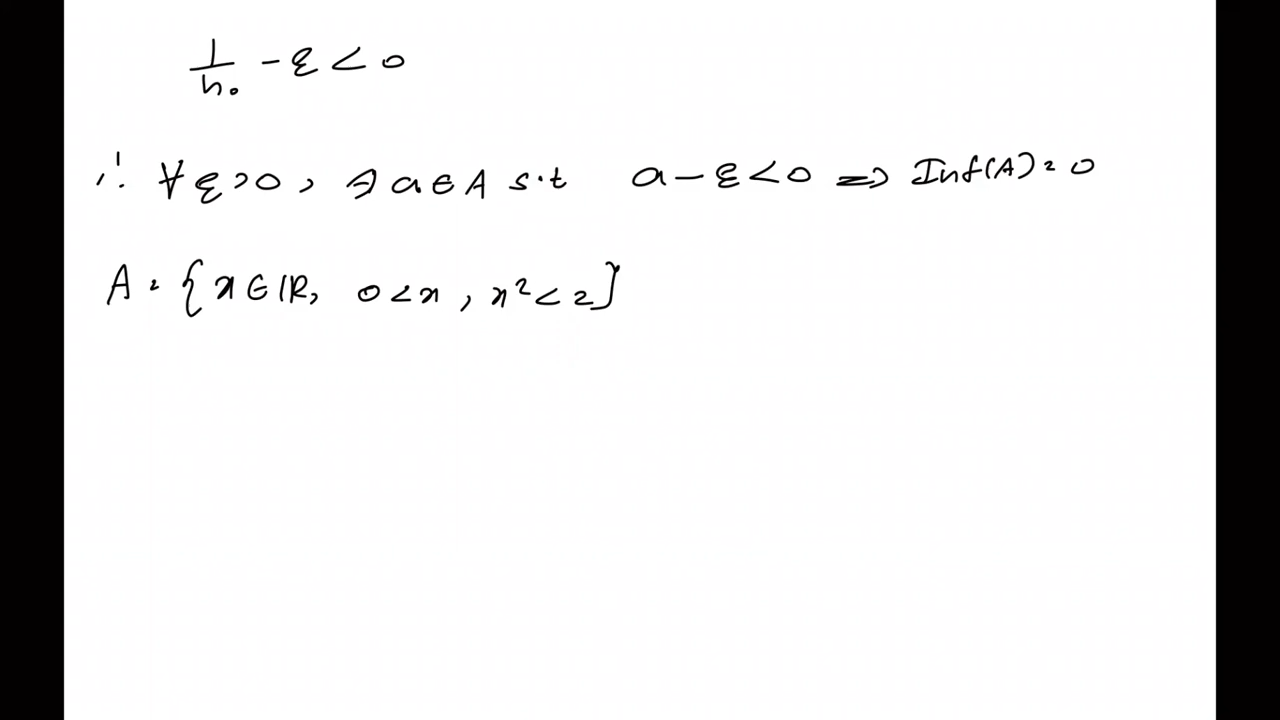 1/n₀ - ε < 0
∴ ∀ ε > 0, ∃ a ∈ A s.t a - ε < 0 ⇒ Inf(A) = 0
A = {x ∈ ℝ, 0 < x, x² < 2}